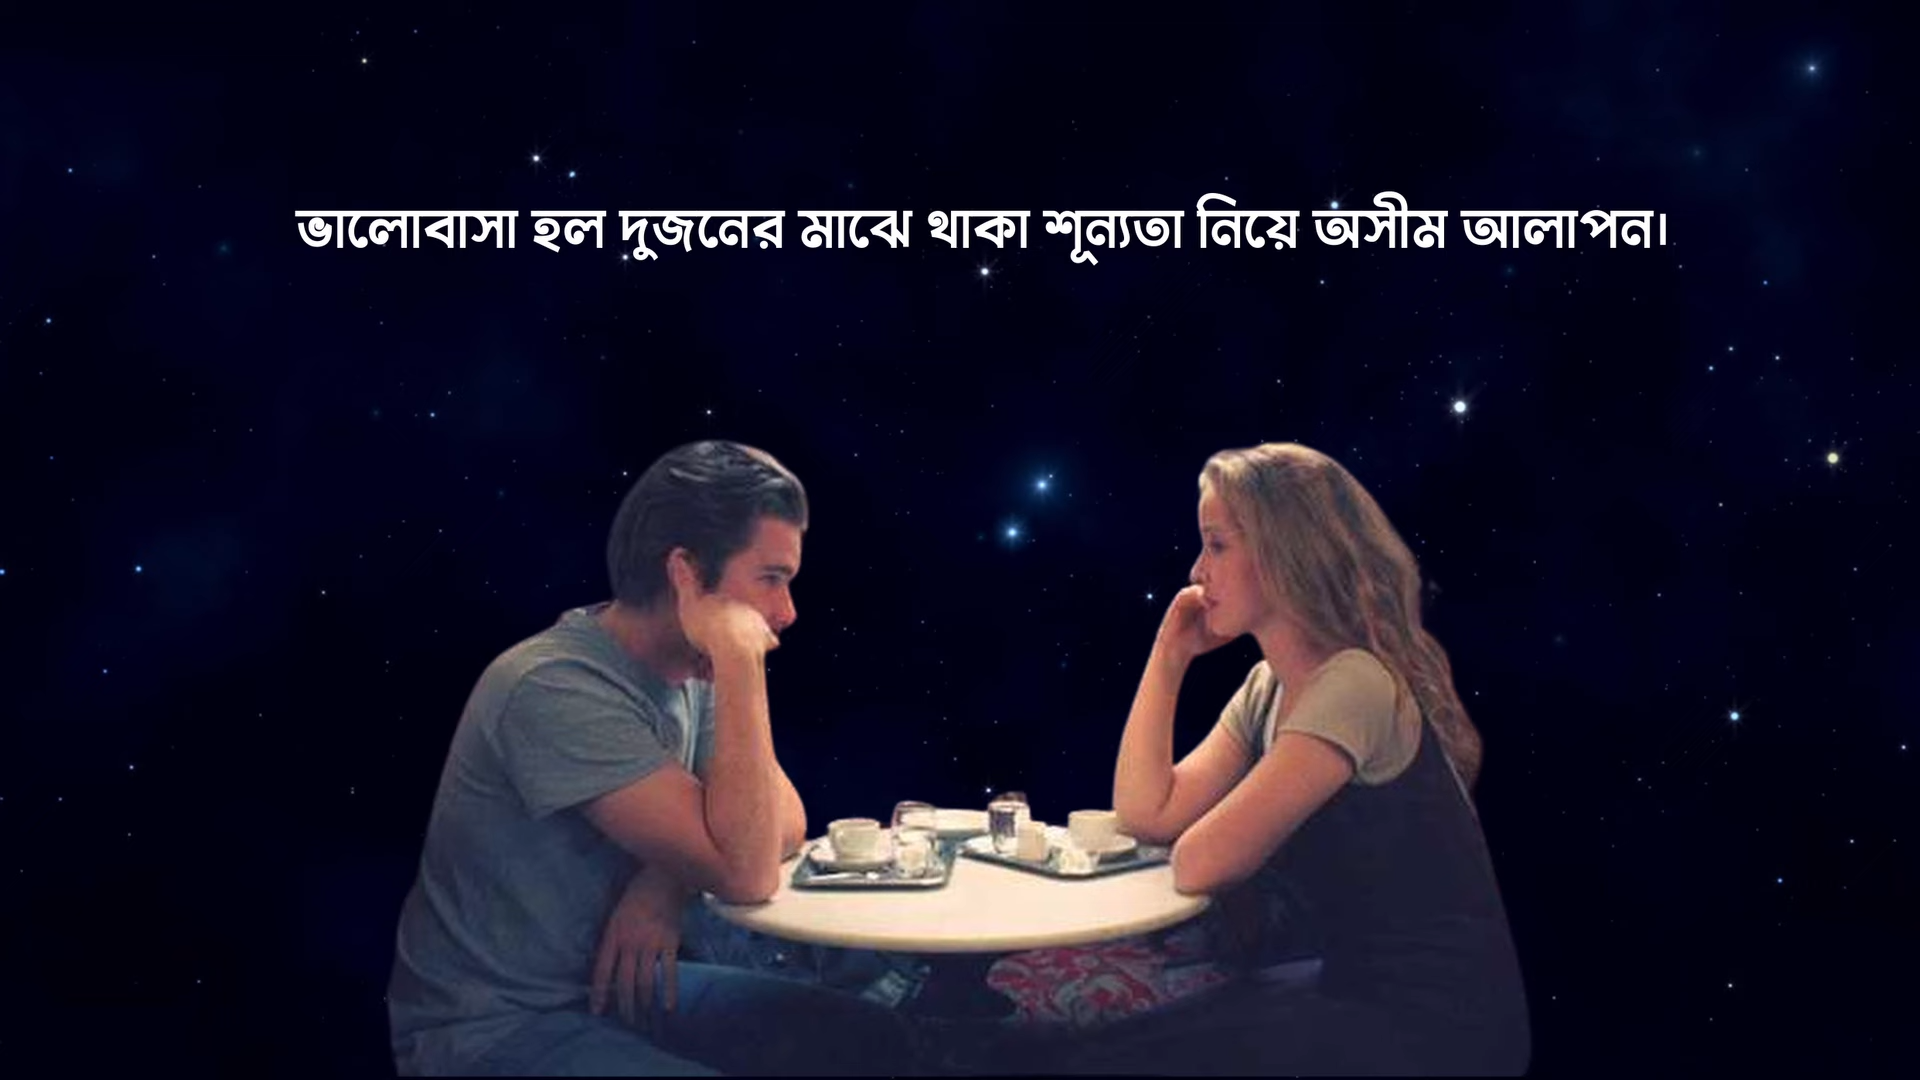 ভালোবাসা হল দুজনের মাঝে থাকা শূন্যতা নিয়ে অসীম আলাপন।